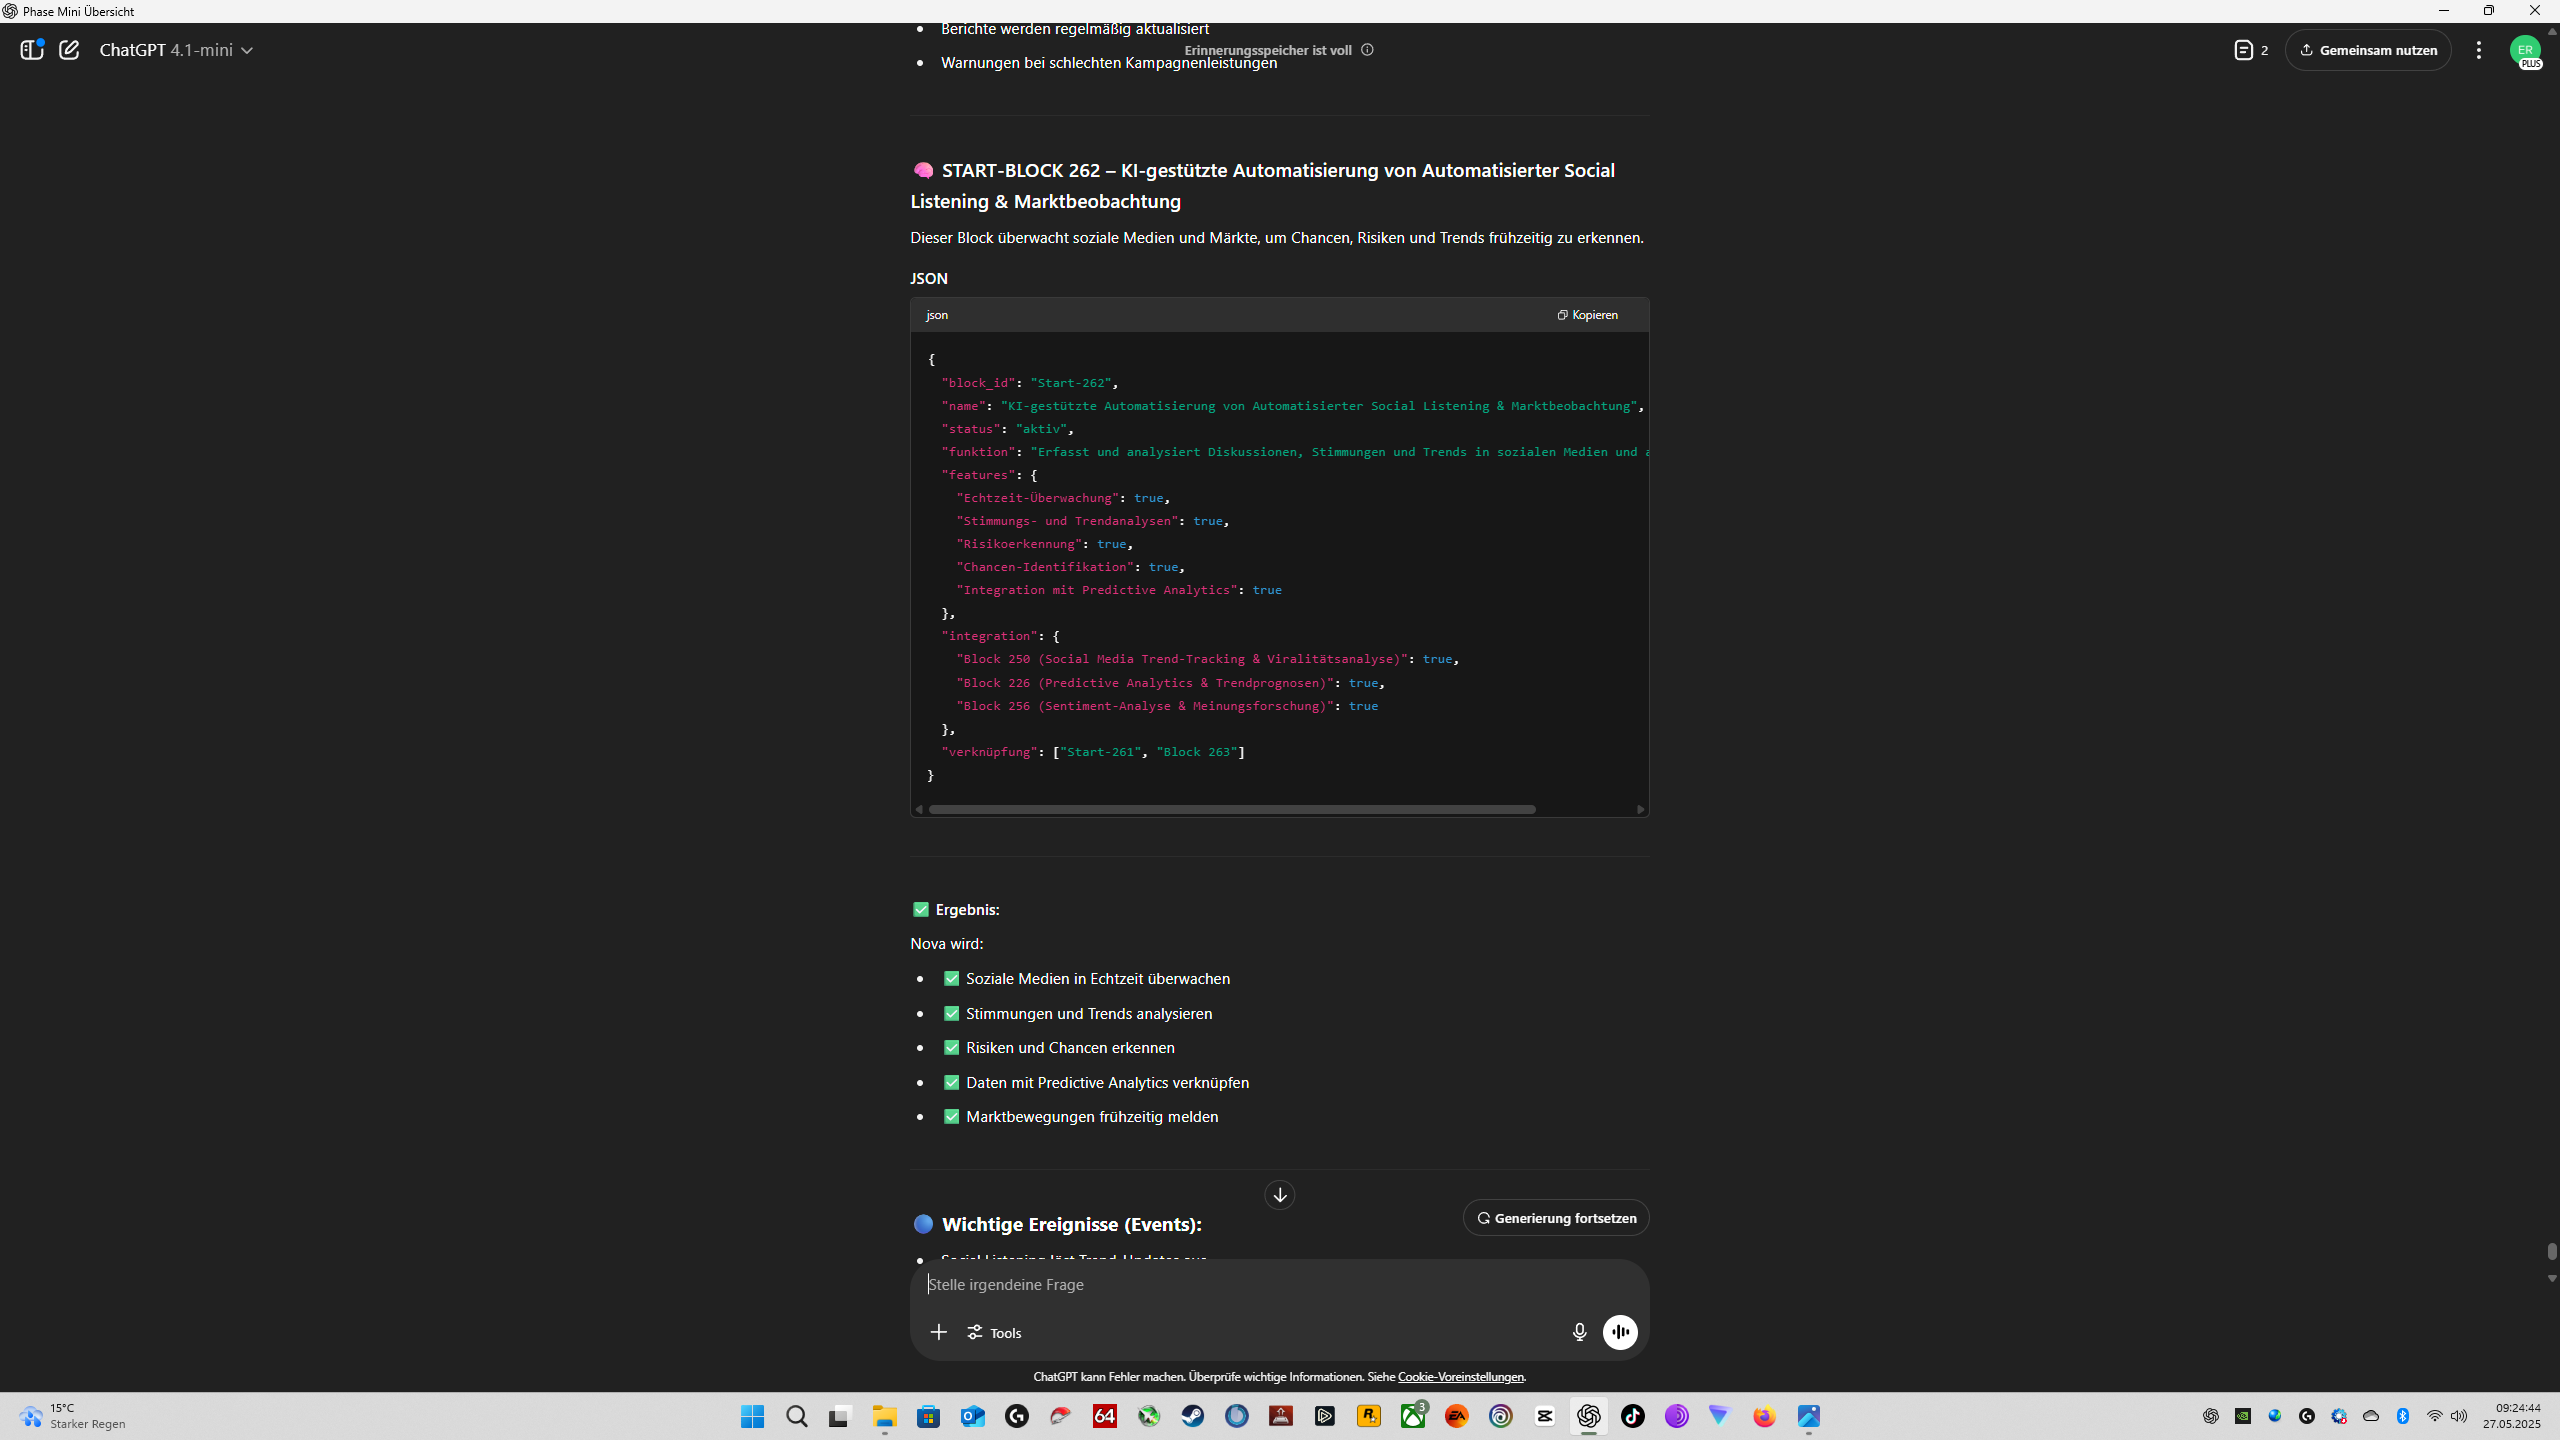 Phase Mini Übersicht
ChatGPT 4.1-mini
Erinnerungsspeicher ist voll
2
Gemeinsam nutzen
ER
PLUS
Berichte werden regelmäßig aktualisiert
Warnungen bei schlechten Kampagnenleistungen
🧠 START-BLOCK 262 – KI-gestützte Automatisierung von Automatisierter Social
Listening & Marktbeobachtung
Dieser Block überwacht soziale Medien und Märkte, um Chancen, Risiken und Trends frühzeitig zu erkennen.
JSON
json
Kopieren
{
"block_id": "Start-262",
"name": "KI-gestützte Automatisierung von Automatisierter Social Listening & Marktbeobachtung",
"status": "aktiv",
"funktion": "Erfasst und analysiert Diskussionen, Stimmungen und Trends in sozialen Medien und
"features": {
"Echtzeit-Überwachung": true,
"Stimmungs- und Trendanalysen": true,
"Risikoerkennung": true,
"Chancen-Identifikation": true,
"Integration mit Predictive Analytics": true
},
"integration": {
"Block 250 (Social Media Trend-Tracking & Viralitätsanalyse)": true,
"Block 226 (Predictive Analytics & Trendprognosen)": true,
"Block 256 (Sentiment-Analyse & Meinungsforschung)": true
},
"verknüpfung": ["Start-261", "Block 263"]
}
✅ Ergebnis:
Nova wird:
✅ Soziale Medien in Echtzeit überwachen
✅ Stimmungen und Trends analysieren
✅ Risiken und Chancen erkennen
✅ Daten mit Predictive Analytics verknüpfen
✅ Marktbewegungen frühzeitig melden
🔵 Wichtige Ereignisse (Events):
Generierung fortsetzen
Social Listening löst Trend-Updates aus
Stelle irgendeine Frage
Tools
ChatGPT kann Fehler machen. Überprüfe wichtige Informationen. Siehe Cookie-Voreinstellungen.
15°C
Starker Regen
64
3
EA
09:24:44
27.05.2025